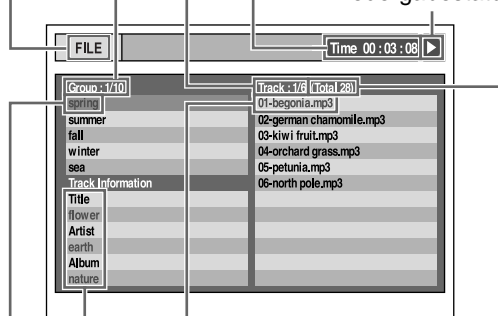 FILE
Time 00:03:08
Group : 1/10
Track : 1/6 (Total 28)
spring
01-begonia.mp3
summer
02-german chamomile.mp3
fall
03-kiwi fruit.mp3
winter
04-orchard grass.mp3
sea
05-petunia.mp3
Track Information
06-north pole.mp3
Title
flower
Artist
earth
Album
nature